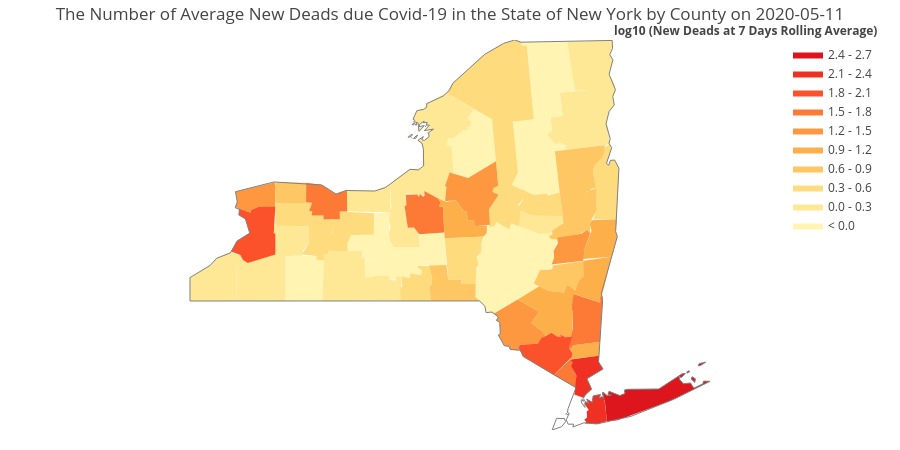 The Number of Average New Deads due Covid-19 in the State of New York by County on 2020-05-11
log10 (New Deads at 7 Days Rolling Average)
2.4 - 2.7
2.1 - 2.4
1.8 - 2.1
1.5 - 1.8
1.2 - 1.5
0.9 - 1.2
0.6 - 0.9
0.3 - 0.6
0.0 - 0.3
< 0.0